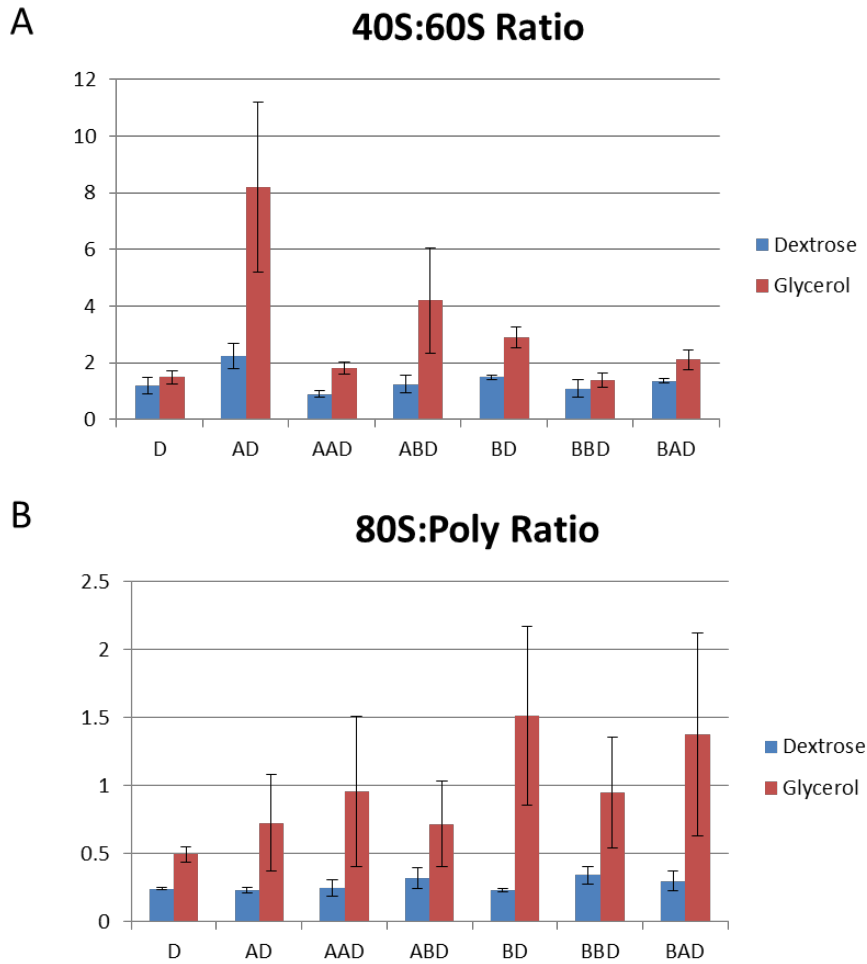 A
40S:60S Ratio
12
10
8
6
4
2
0
D AD AAD ABD BD BBD BAD
Dextrose
Glycerol
B
80S:Poly Ratio
2.5
2
1.5
1
0.5
0
D AD AAD ABD BD BBD BAD
Dextrose
Glycerol